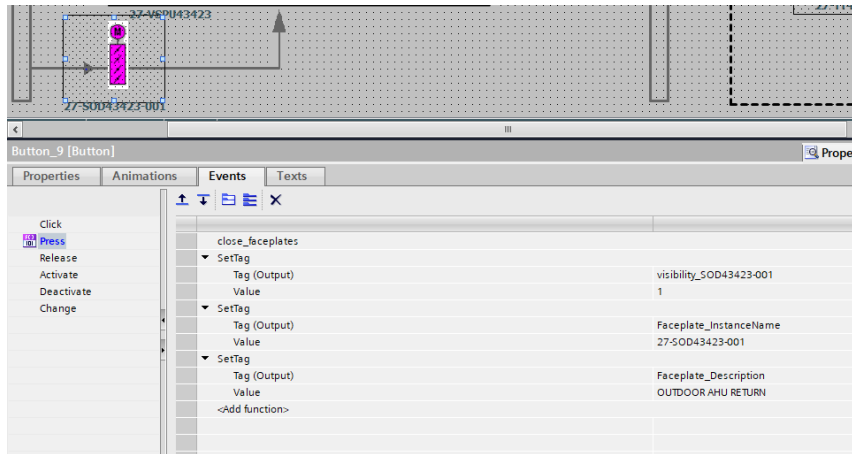 27-VSPU43423
27-SOD43423-001
Button_9 [Button]
Prope
Properties Animations Events Texts
Click
Press
Release
Activate
Deactivate
Change
close_faceplates
SetTag
Tag (Output) visibility_SOD43423-001
Value 1
SetTag
Tag (Output) Faceplate_InstanceName
Value 27-SOD43423-001
SetTag
Tag (Output) Faceplate_Description
Value OUTDOOR AHU RETURN
<Add function>